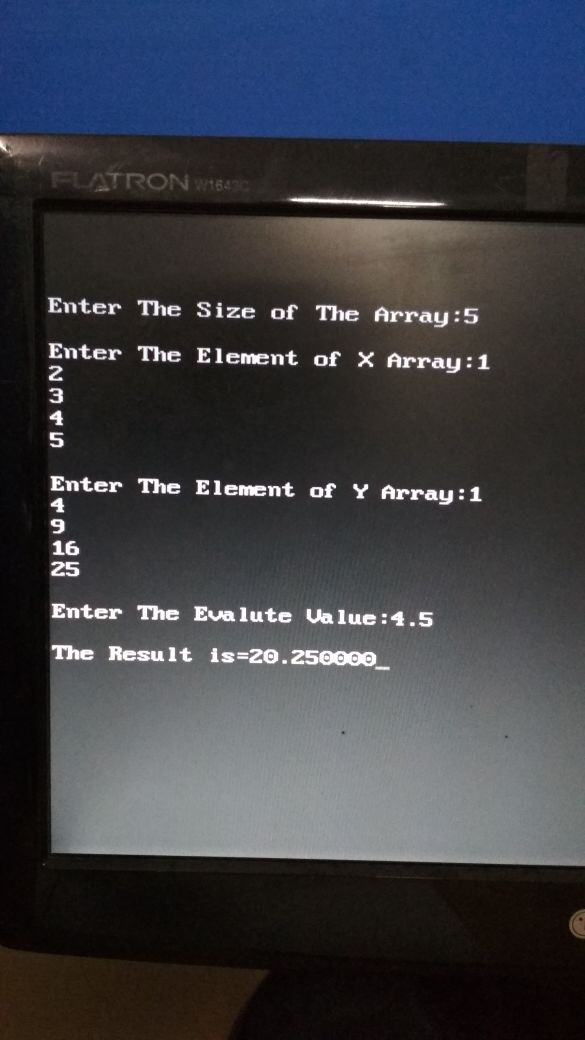 FLATRON W1643C
Enter The Size of The Array:5
Enter The Element of X Array:1
2
3
4
5
Enter The Element of Y Array:1
4
9
16
25
Enter The Evalute Value:4.5
The Result is=20.250000_